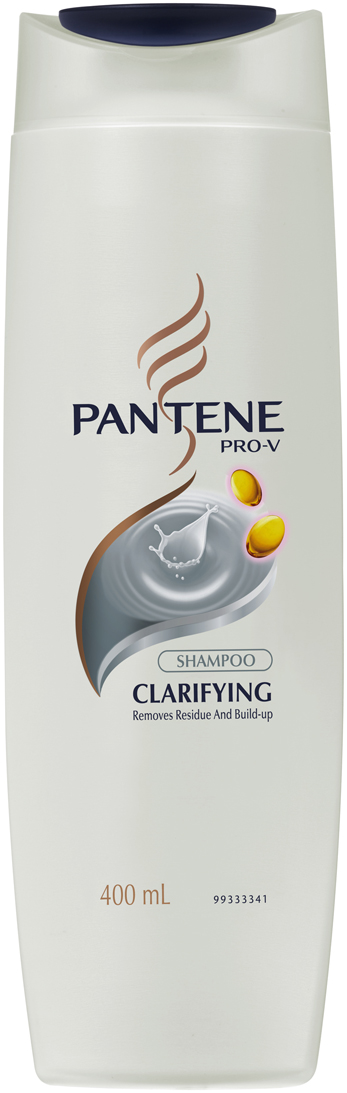 PANTENE
PRO-V
SHAMPOO
CLARIFYING
Removes Residue And Build-up
400 mL 99333341